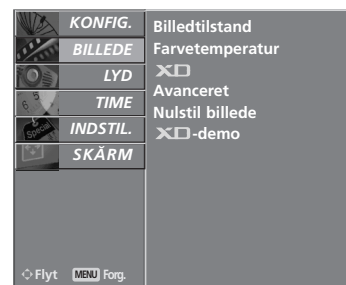 KONFIG.
BILLEDE
LYD
TIME
INDSTIL.
SKÄRM
Billedtilstand
Farvetemperatur
XD
Avanceret
Nulstil billede
XD-demo
Flyt MENU Forg.